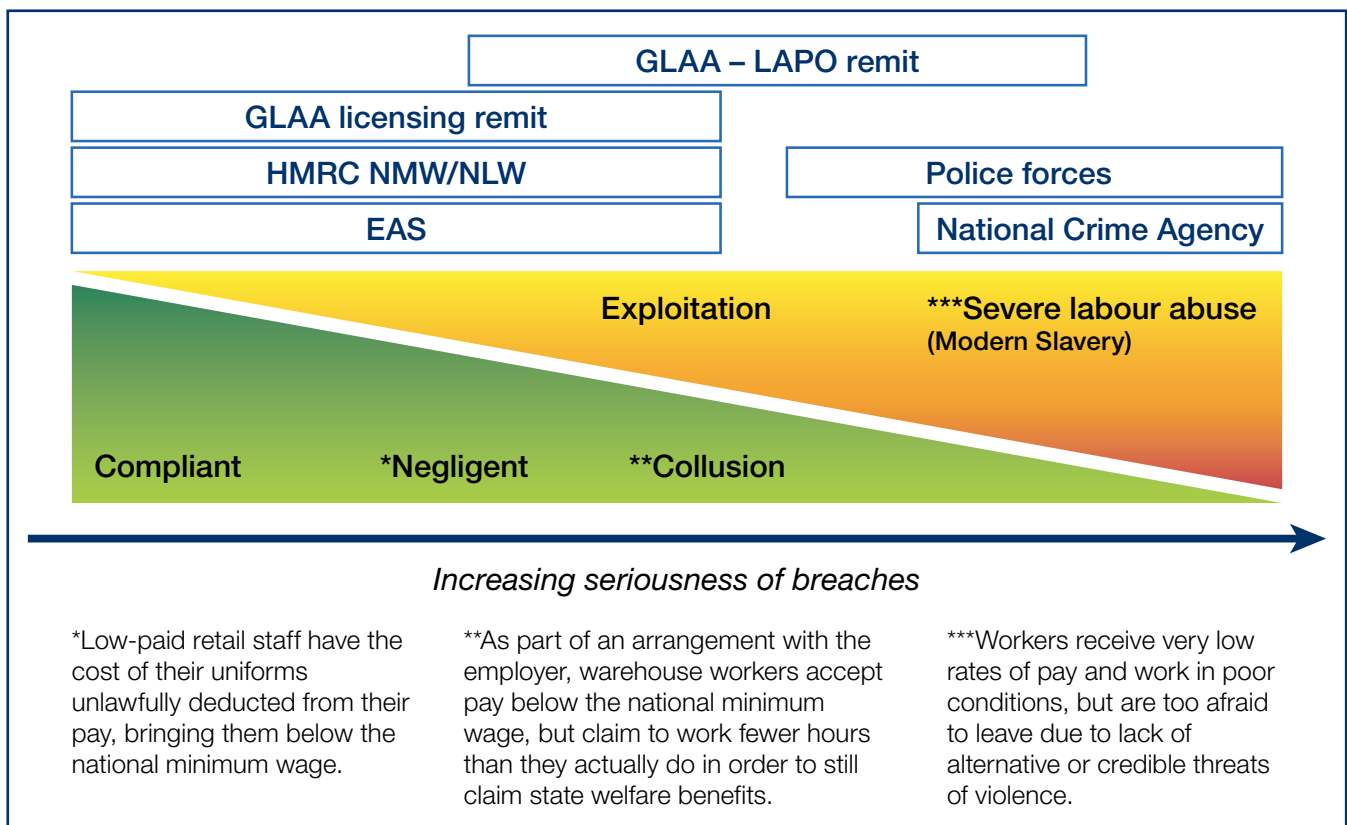 GLAA – LAPO remit
GLAA licensing remit
HMRC NMW/NLW
Police forces
EAS
National Crime Agency
Exploitation
***Severe labour abuse
(Modern Slavery)
Compliant
*Negligent
**Collusion
Increasing seriousness of breaches
*Low-paid retail staff have the
cost of their uniforms
unlawfully deducted from their
pay, bringing them below the
national minimum wage.
**As part of an arrangement with the
employer, warehouse workers accept
pay below the national minimum
wage, but claim to work fewer hours
than they actually do in order to still
claim state welfare benefits.
***Workers receive very low
rates of pay and work in poor
conditions, but are too afraid
to leave due to lack of
alternative or credible threats
of violence.